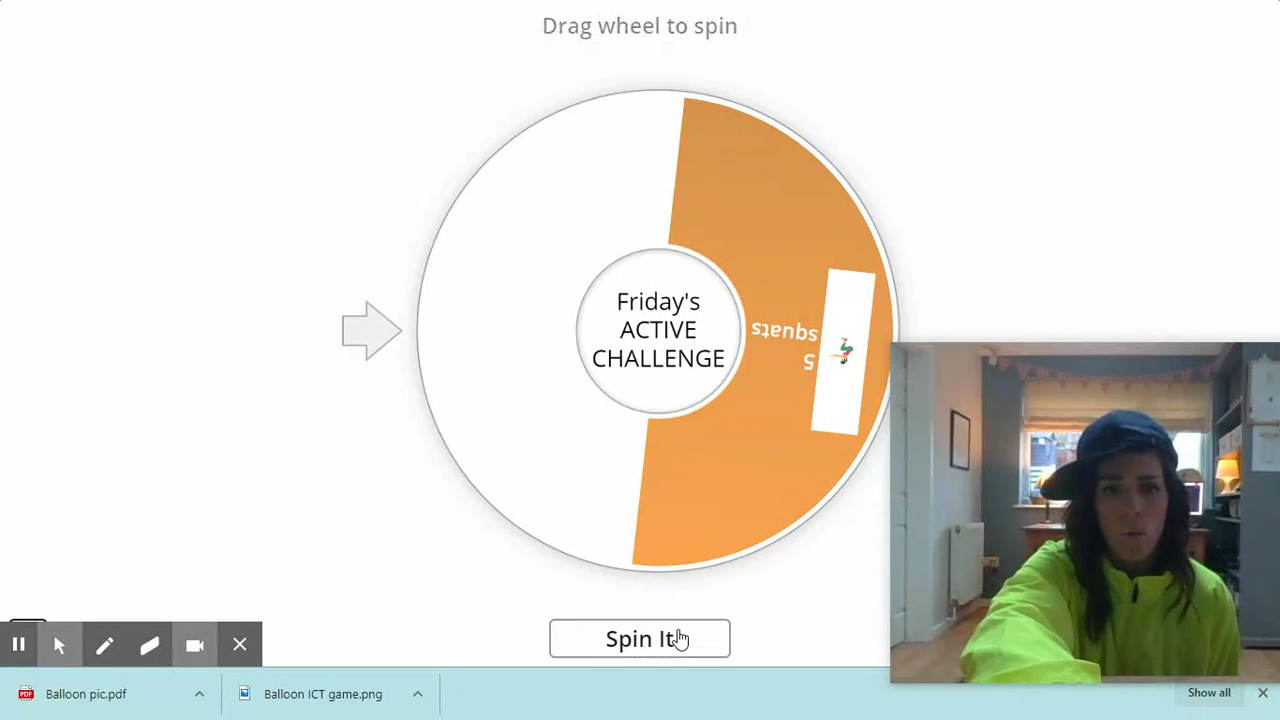 Drag wheel to spin
Friday's
ACTIVE
CHALLENGE
5
squats
Spin It!
Balloon pic.pdf
Balloon ICT game.png
Show all